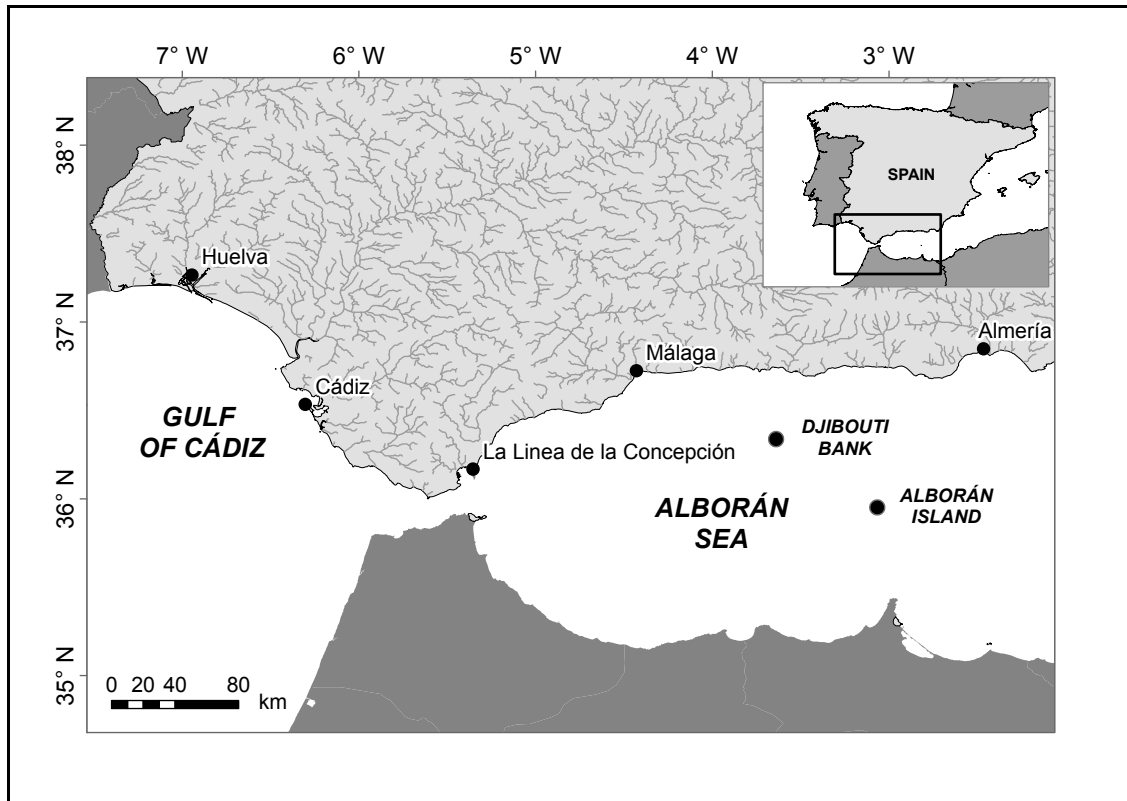 7° W
6° W
5° W
4° W
3° W
38° N
37° N
36° N
35° N
SPAIN
Huelva
Almería
Málaga
Cádiz
GULF
OF CÁDIZ
DJIBOUTI
BANK
La Linea de la Concepción
ALBORÁN
SEA
ALBORÁN
ISLAND
0 20 40 80
km